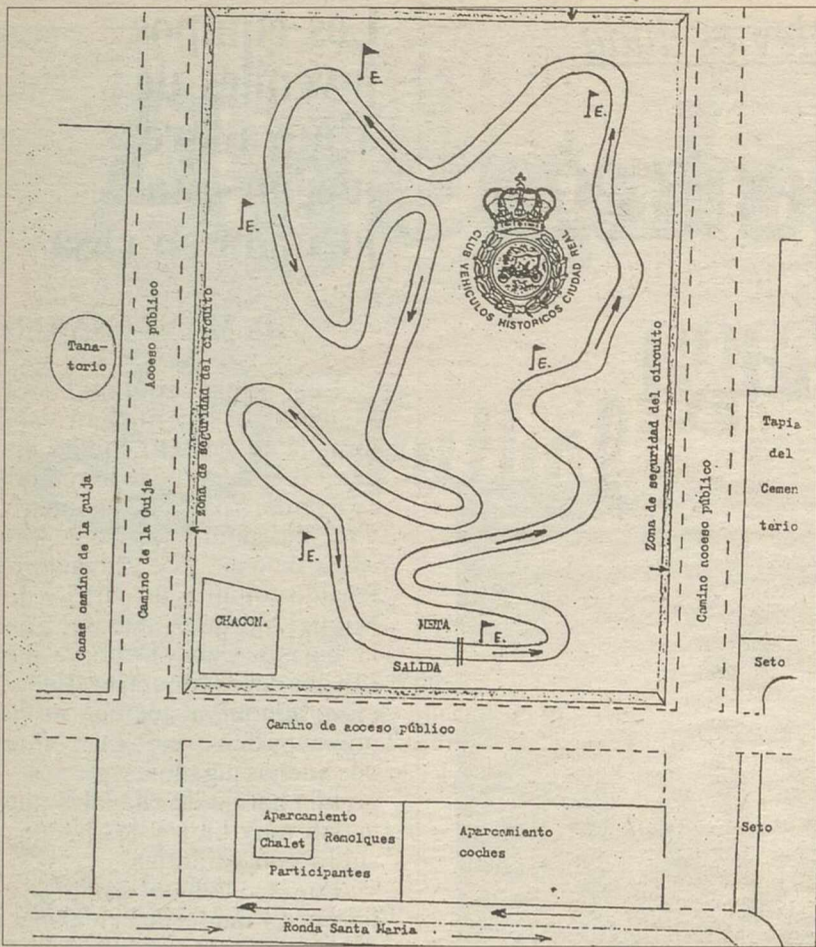 E.
E.
E.
CLUB VEHICULOS HISTORICOS CIUDAD REAL
Tana-
torio
Acceso público
Zona de seguridad del circuito
E.
Zona de seguridad del circuito
Tapia
del
Cemen
terio
Casas camino de la guija
Camino de la Guija
Camino acceso público
E.
CHACON.
META
E.
SALIDA
Seto
Camino de acceso público
Aparcamiento
Chalet
Remolques
Participantes
Aparcamiento
coches
Seto
Ronda Santa Maria